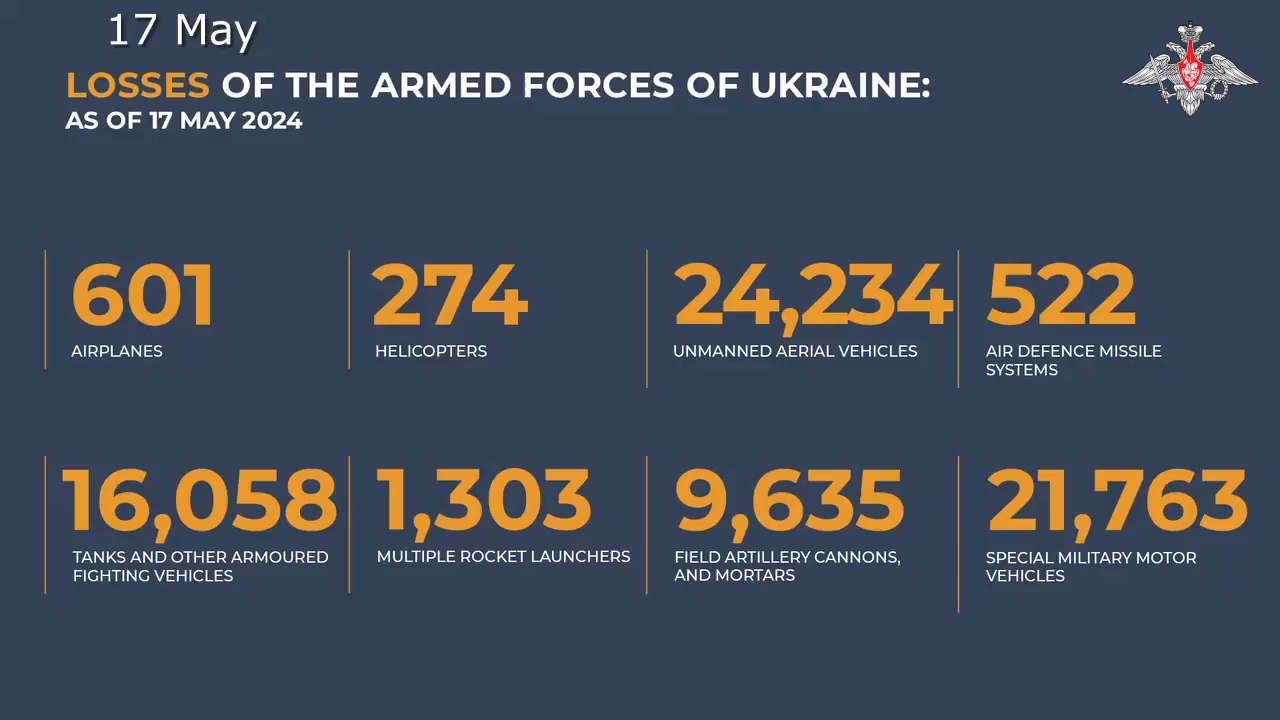 17 May
LOSSES OF THE ARMED FORCES OF UKRAINE:
AS OF 17 MAY 2024
601
AIRPLANES
274
HELICOPTERS
24,234
UNMANNED AERIAL VEHICLES
522
AIR DEFENCE MISSILE
SYSTEMS
16,058
TANKS AND OTHER ARMOURED
FIGHTING VEHICLES
1,303
MULTIPLE ROCKET LAUNCHERS
9,635
FIELD ARTILLERY CANNONS,
AND MORTARS
21,763
SPECIAL MILITARY MOTOR
VEHICLES